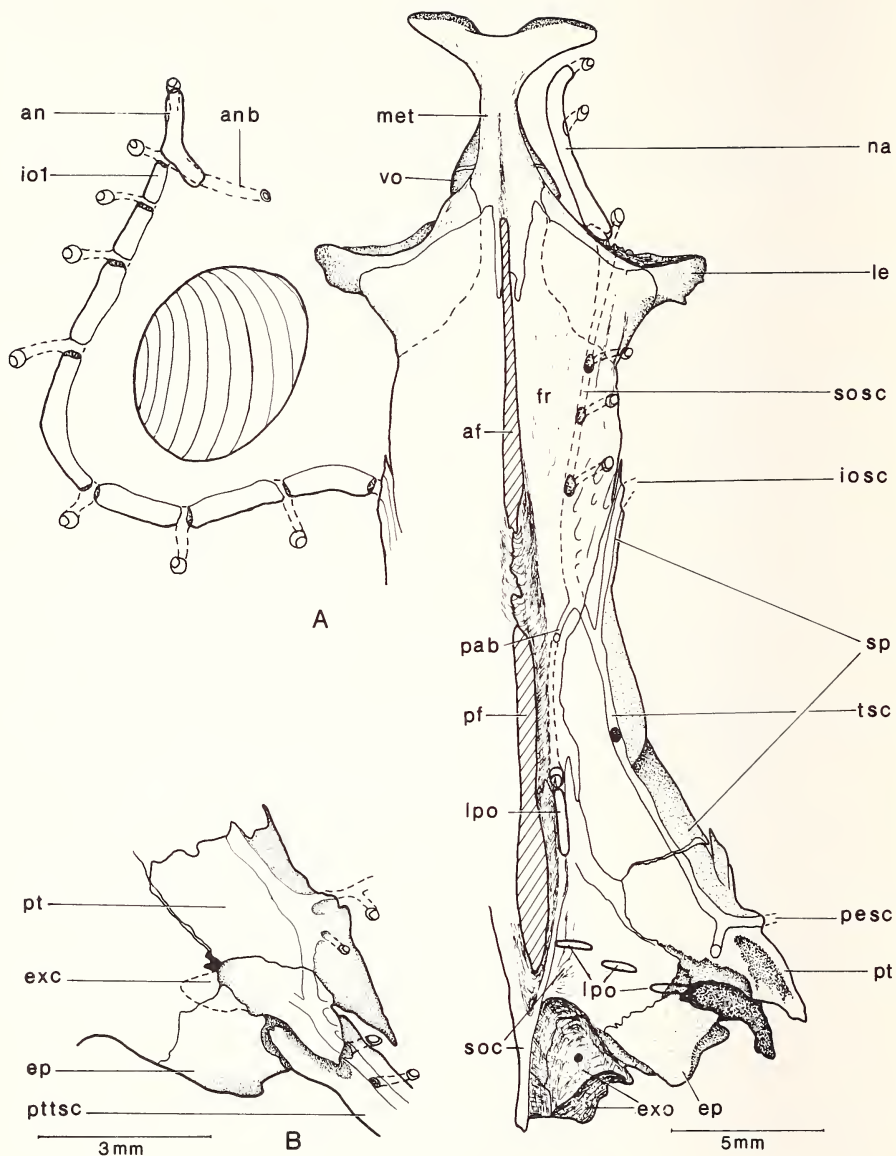 an
anb
io1
met
vo
na
le
fr
af
sosc
iosc
A
pab
sp
pf
tsc
lpo
pt
pesc
pt
exc
lpo
soc
ep
exo
ep
pttsc
3mm
B
5mm